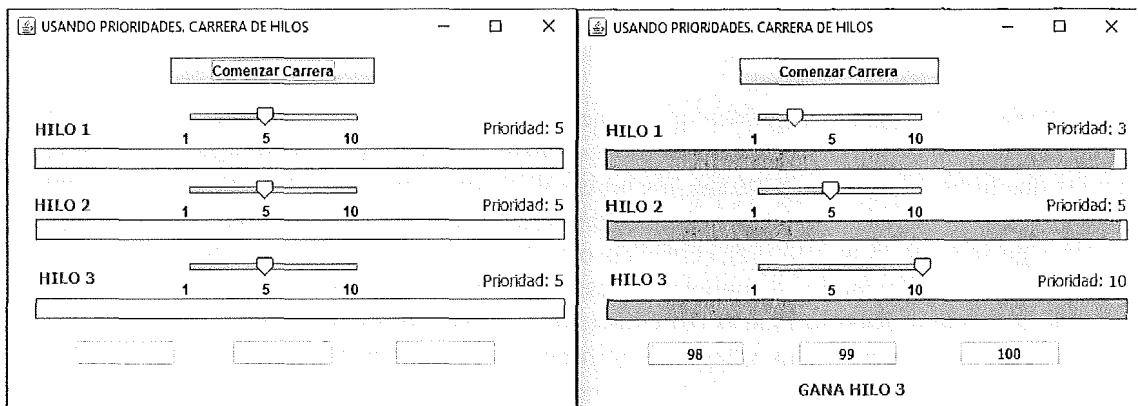 USANDO PRIORIDADES. CARRERA DE HILOS
Comenzar Carrera
HILO 1
1 5 10
Prioridad: 5
HILO 2
1 5 10
Prioridad: 5
HILO 3
1 5 10
Prioridad: 5
USANDO PRIORIDADES. CARRERA DE HILOS
Comenzar Carrera
HILO 1
1 5 10
Prioridad: 3
HILO 2
1 5 10
Prioridad: 5
HILO 3
1 5 10
Prioridad: 10
98 99 100
GANA HILO 3